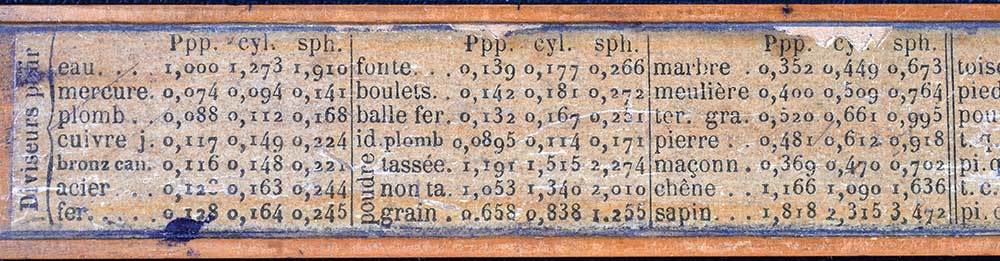 Diviseurs pour
Ppp. cyl. sph.
eau. . . 1,000 1,273 1,910
mercure. 0,074 0,094 0,141
plomb . . 0,088 0,112 0,168
cuivre j. 0,117 0,149 0,224
bronz can. 0,116 0,148 0,221
acier . . . 0,163 0,244
fer. . . . . 0,128 0,164 0,245
Ppp. cyl. sph.
fonte. . . 0,139 0,177 0,266
boulets. . 0,142 0,181 0,272
balle fer. 0,132 0,167 0,251
id. plomb 0,0895 0,114 0,171
poudre
tassée. 1,191 1,515 2,274
non ta. 1,053 1,340 2,010
grain . 0,658 0,838 1.255
Ppp. sph.
marbre . 0,352 0,449 0,673
meulière 0,400 0,509 0,764
ter. gra. 0,520 0,661 0,995
pierre . . 0,481 0,612 0,918
maçonn . 0,369 0,470 0,702
chêne . . 1,166 1,090 1,636
sapin. . . 1,818 2,315 3,472
toise
pied
pou
t. q.
pi. c
t. c.
pi. c